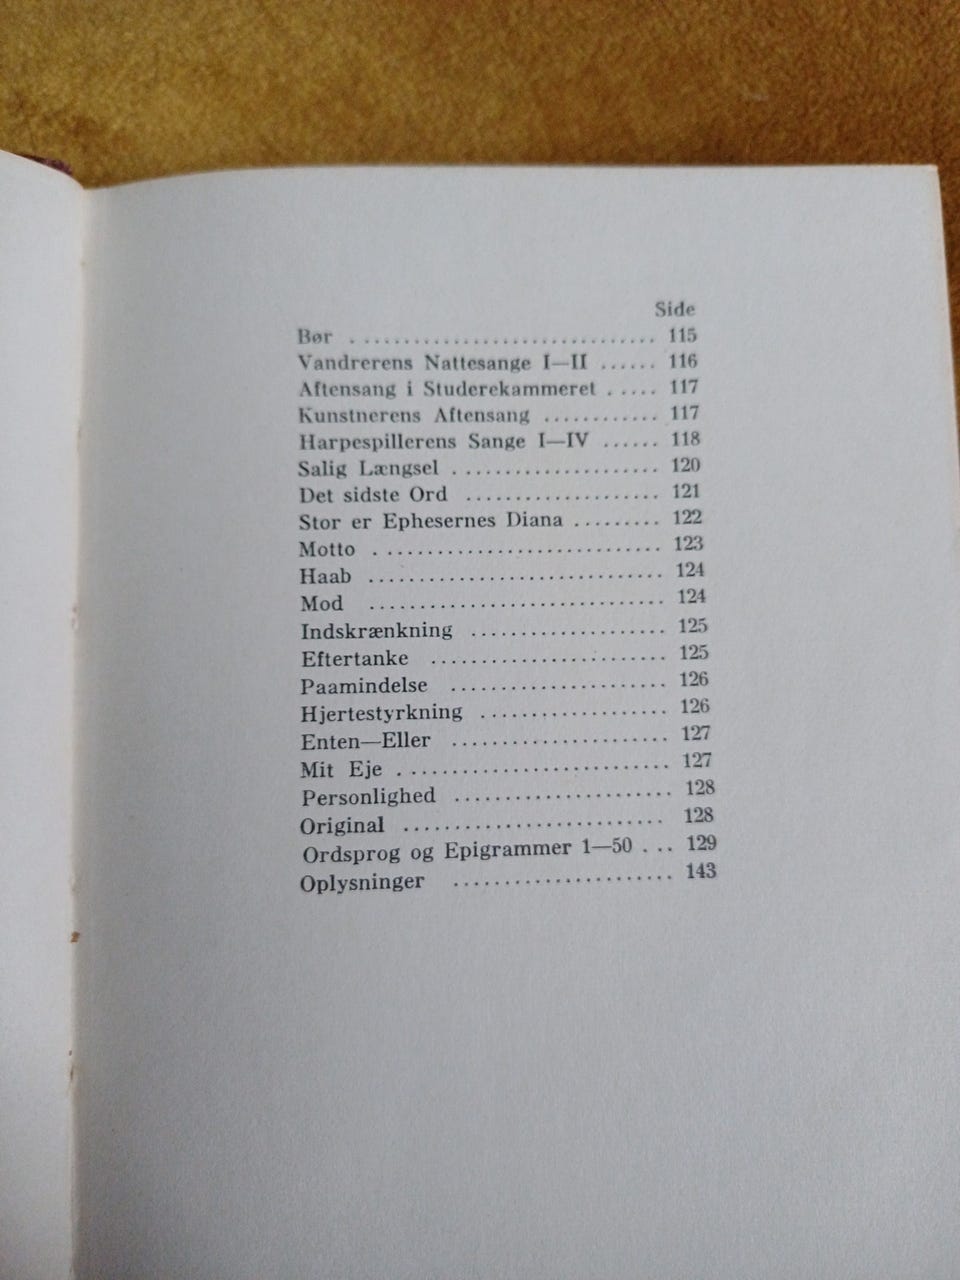 Side
Bør ................................ 115
Vandrerens Nattesange I—II ...... 116
Aftensang i Studerekammeret ..... 117
Kunstnerens Aftensang ............ 117
Harpespillerens Sange I—IV ...... 118
Salig Længsel .................... 120
Det sidste Ord ................... 121
Stor er Ephesernes Diana ......... 122
Motto ............................ 123
Haab ............................. 124
Mod .............................. 124
Indskrænkning .................... 125
Eftertanke ....................... 125
Paamindelse ...................... 126
Hjertestyrkning .................. 126
Enten—Eller ...................... 127
Mit Eje .......................... 127
Personlighed ..................... 128
Original ......................... 128
Ordsprog og Epigrammer 1—50 ... 129
Oplysninger ...................... 143